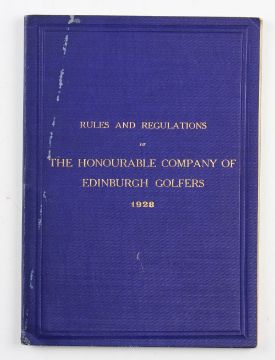 RULES AND REGULATIONS
OF
THE HONOURABLE COMPANY OF
EDINBURGH GOLFERS
1928